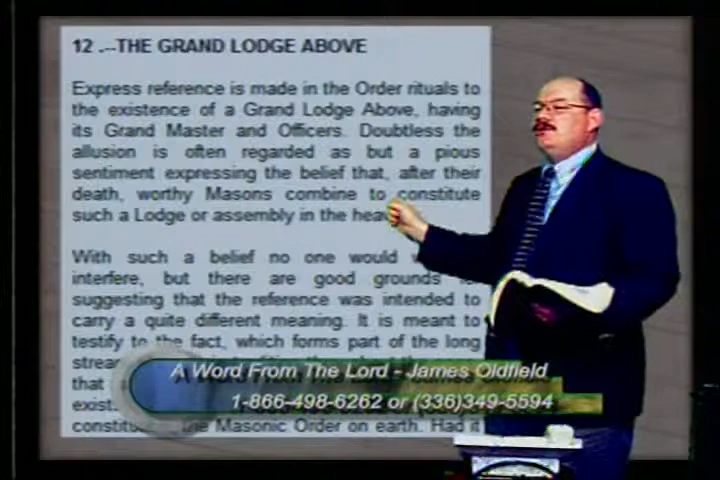 12 .--THE GRAND LODGE ABOVE
Express reference is made in the Order rituals to
the existence of a Grand Lodge Above, having
its Grand Master and Officers. Doubtless the
allusion is often regarded as but a pious
sentiment expressing the belief that, after their
death, worthy Masons combine to constitute
such a Lodge or assembly in the
With such a belief no one would
interfere, but there are good grounds
suggesting that the reference was intended to
carry a quite different meaning. It is meant to
testify to the fact, which forms part of the long
that
A Word From The Lord - James Oldfield
1-866-498-6262 or (336)349-5594
the Masonic Order on earth. Had it